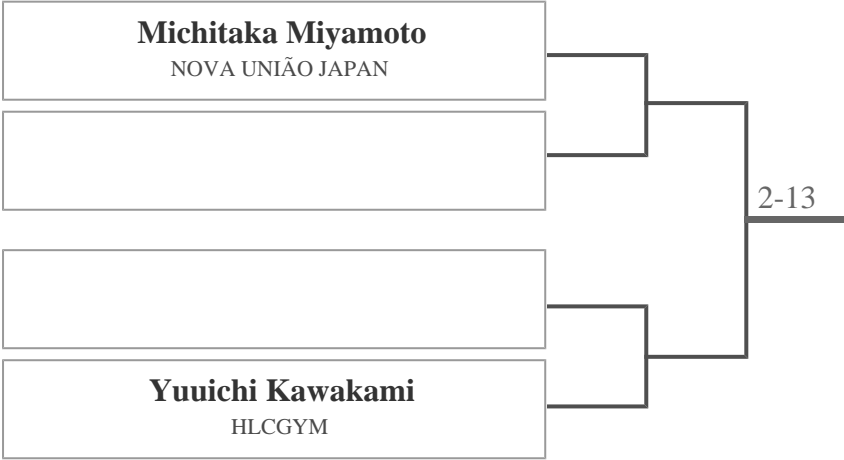 Michitaka Miyamoto
NOVA UNIÃO JAPAN
2-13
Yuuichi Kawakami
HLCGYM